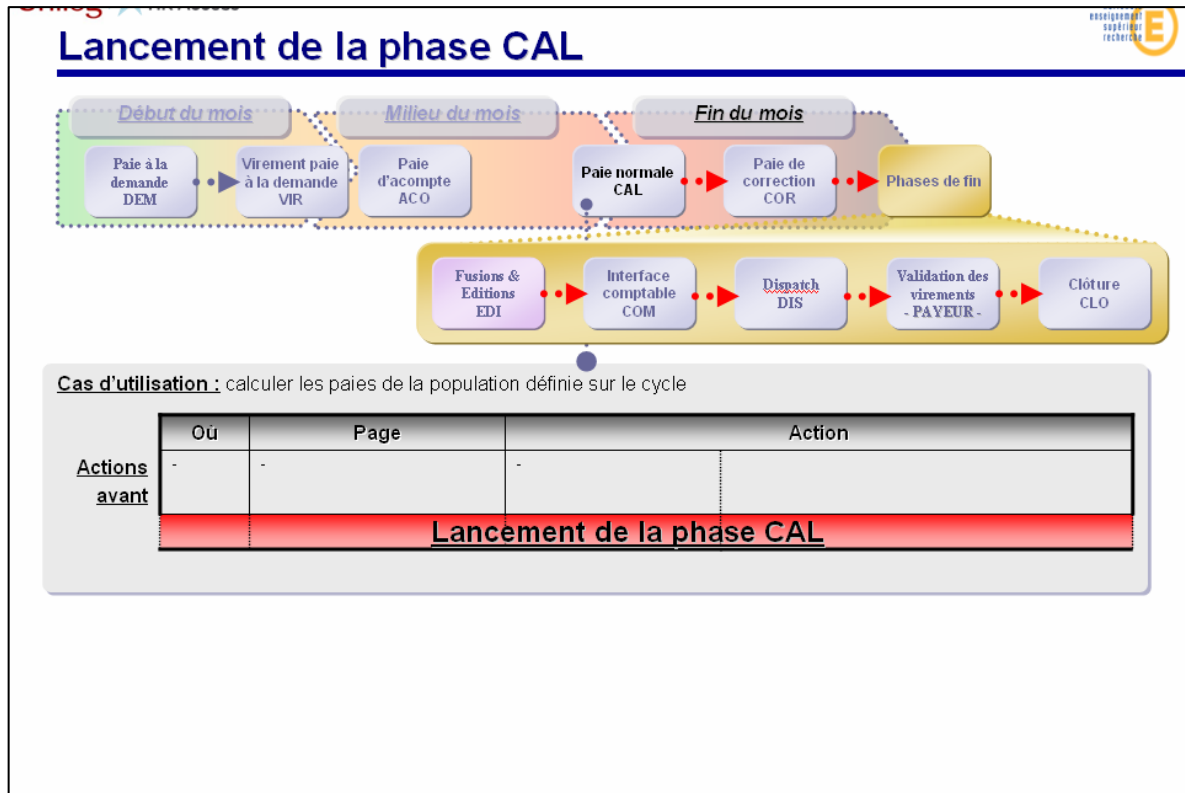 enseignement
supérieur
recherche
E
Lancement de la phase CAL
Début du mois
Milieu du mois
Fin du mois
Paie à la
demande
DEM
Virement paie
à la demande
VIR
Paie
d'acompte
ACO
Paie normale
CAL
Paie de
correction
COR
Phases de fin
Fusions &
Editions
EDI
Interface
comptable
COM
Dispatch
DIS
Validation des
virements
- PAYEUR -
Clôture
CLO
Cas d'utilisation : calculer les paies de la population définie sur le cycle
Où Page Action
Actions
avant
- - -
Lancement de la phase CAL